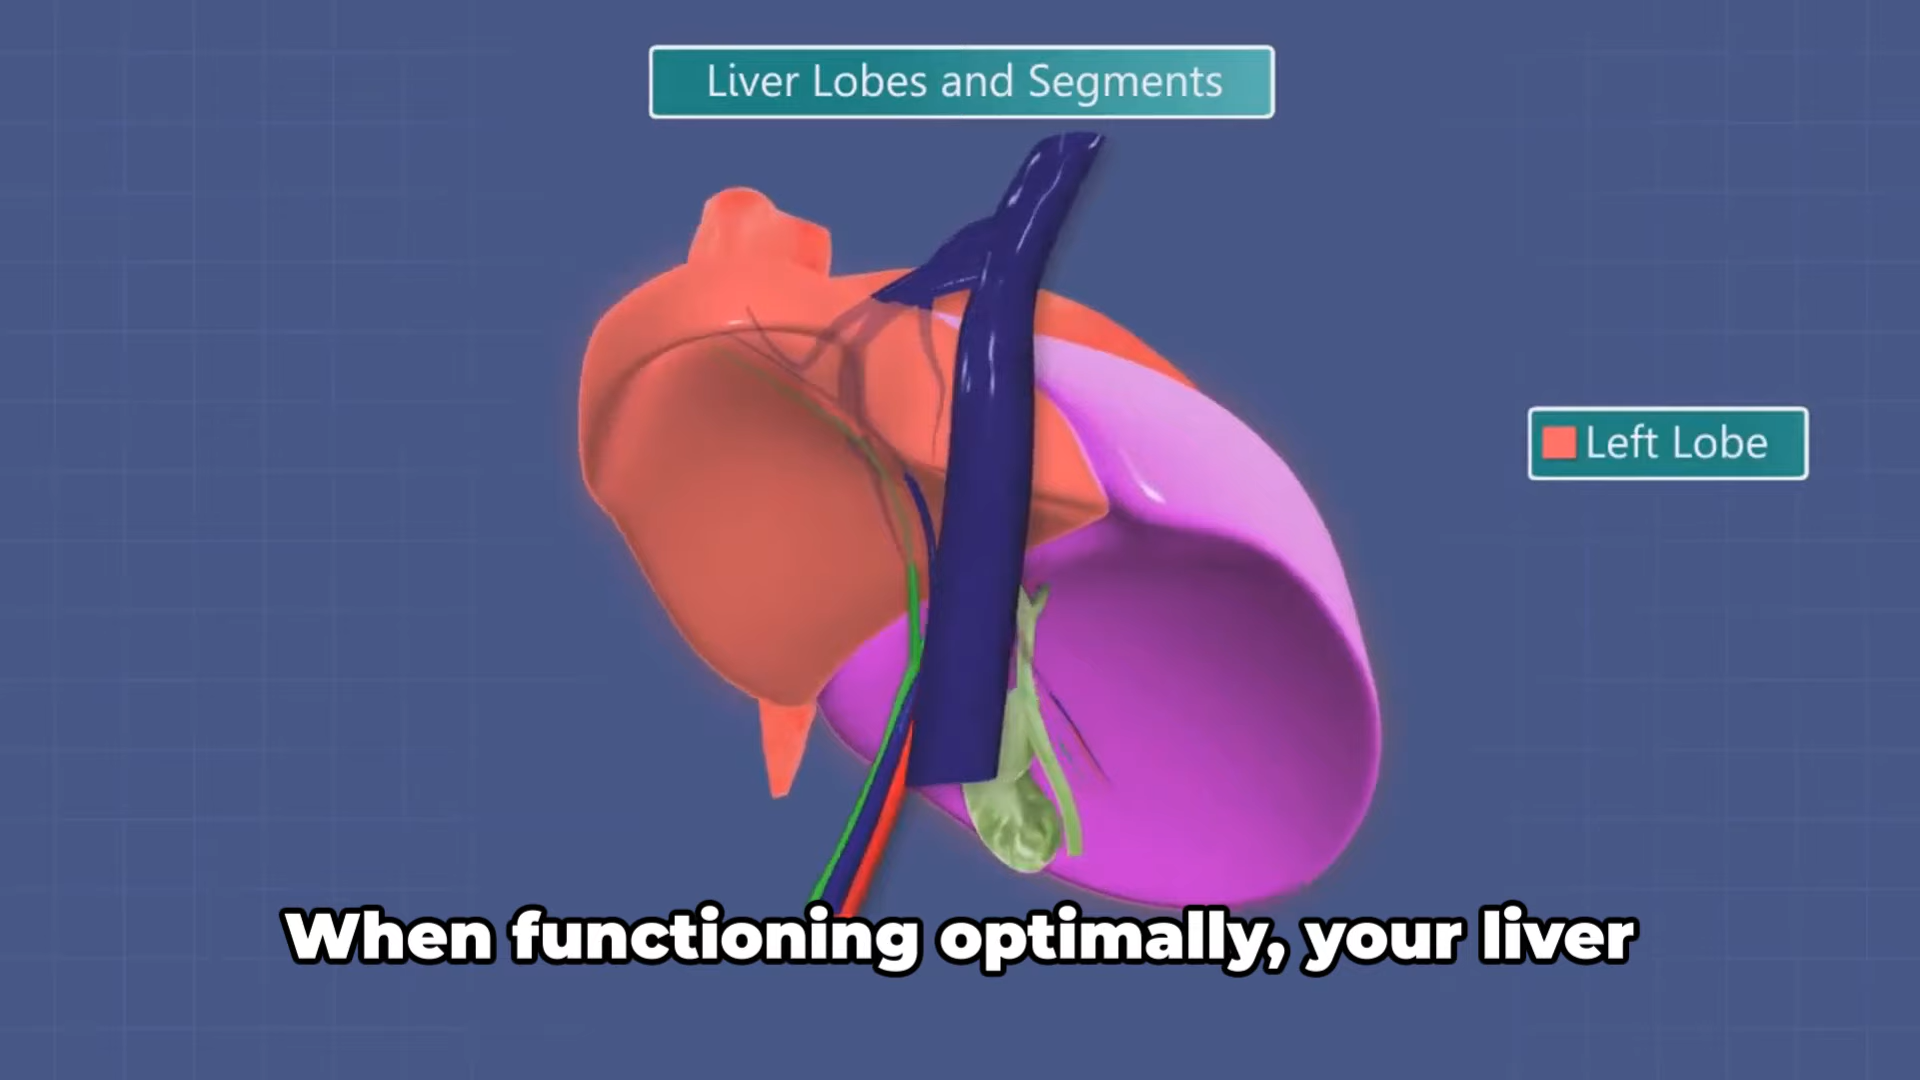 Liver Lobes and Segments
Left Lobe
When functioning optimally, your liver